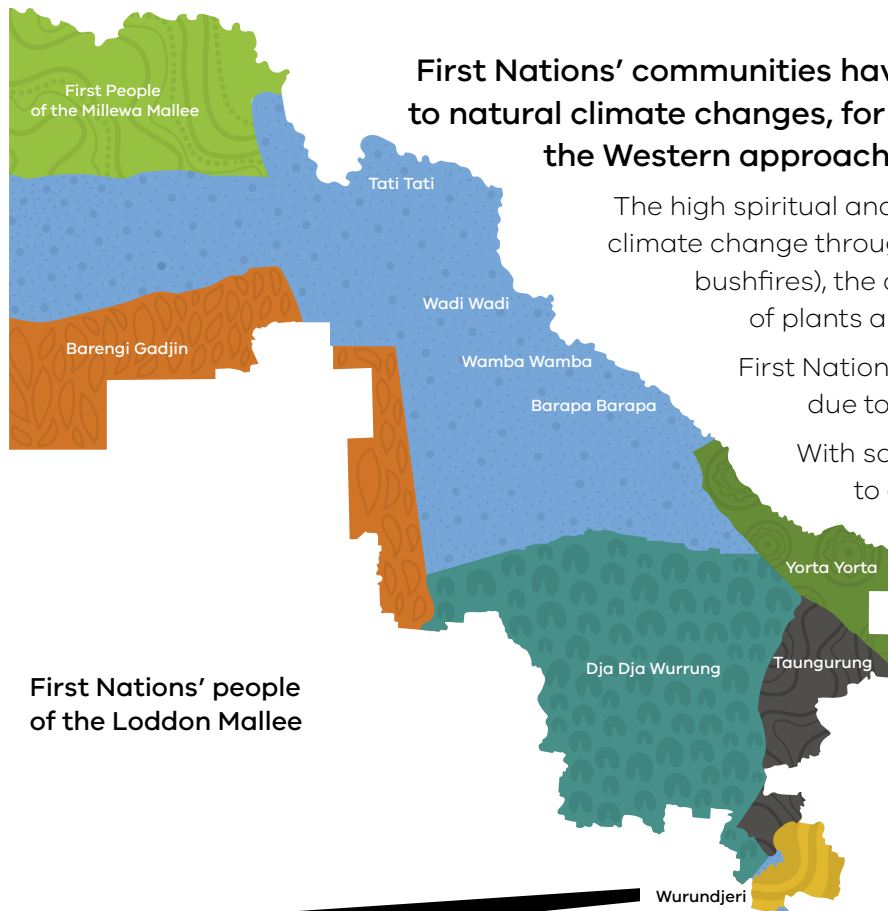 First Nations’ communities hav
to natural climate changes, for
the Western approach
The high spiritual and
climate change throug
bushfires), the
of plants a
First Nation
due to
With so
to
First People
of the Millewa Mallee
Tati Tati
Wadi Wadi
Barengi Gadjin
Wamba Wamba
Barapa Barapa
Yorta Yorta
Dja Dja Wurrung
Taungurung
First Nations’ people
of the Loddon Mallee
Wurundjeri